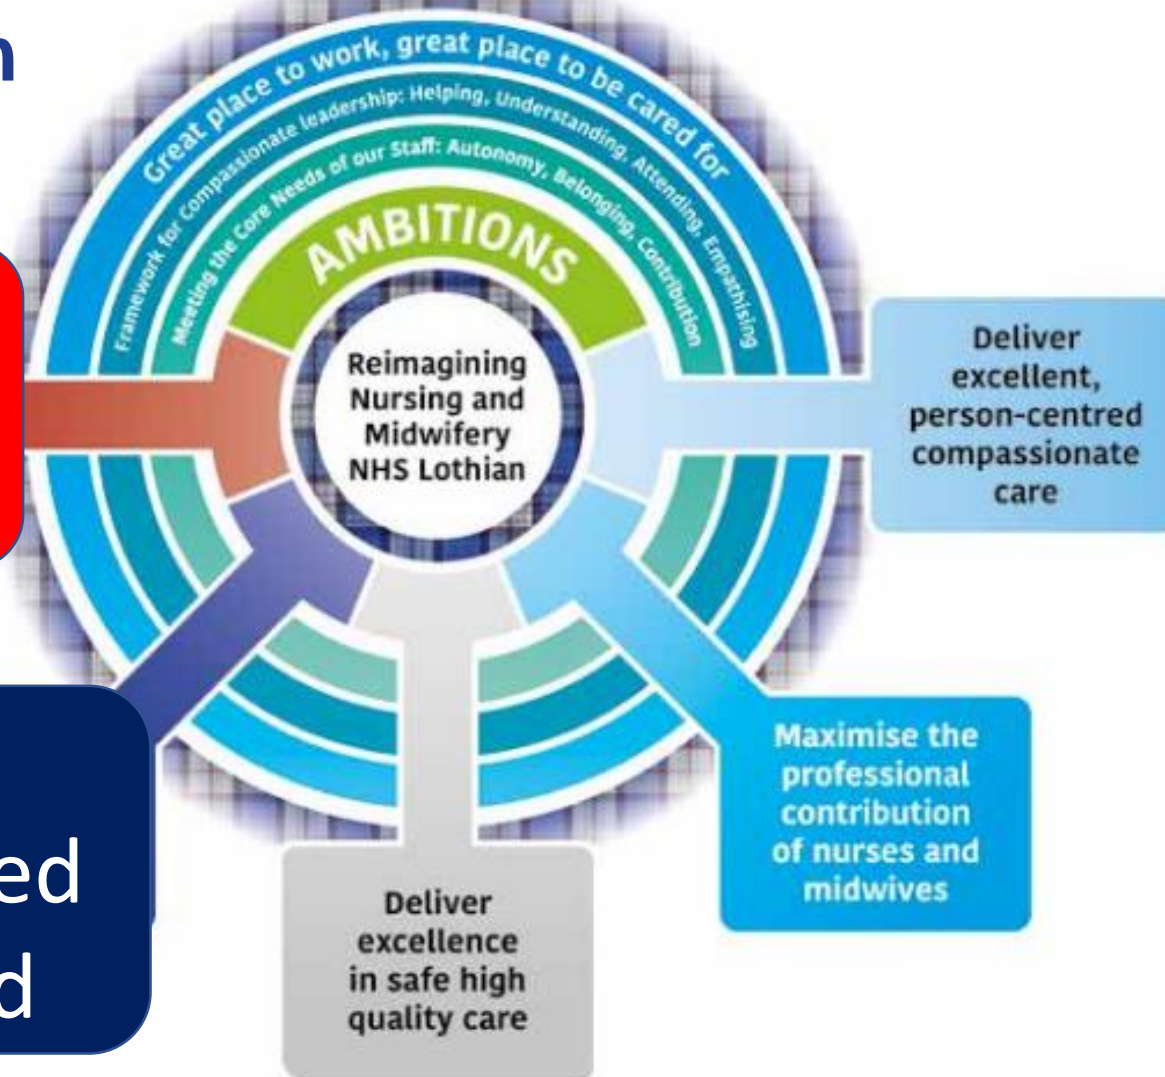 Great place to work, great place to be cared for
Framework for Compassionate leadership: Helping, Understanding, Attending, Empathising
Meeting the Core Needs of our Staff: Autonomy, Belonging, Contribution
AMBITIONS
Reimagining
Nursing and
Midwifery
NHS Lothian
Deliver
excellent,
person-centred
compassionate
care
Maximise the
professional
contribution
of nurses and
midwives
Deliver
excellence
in safe high
quality care